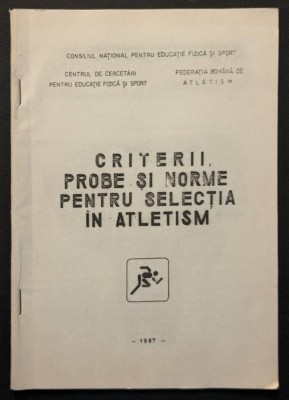 CONSILIUL NAȚIONAL PENTRU EDUCAȚIE FIZICĂ ȘI SPORT
CENTRUL DE CERCETĂRI
PENTRU EDUCAȚIE FIZICĂ ȘI SPORT
FEDERAȚIA ROMÂNĂ DE
ATLETISM
CRITERII,
PROBE ȘI NORME
PENTRU SELECȚIA
ÎN ATLETISM
- 1987 -